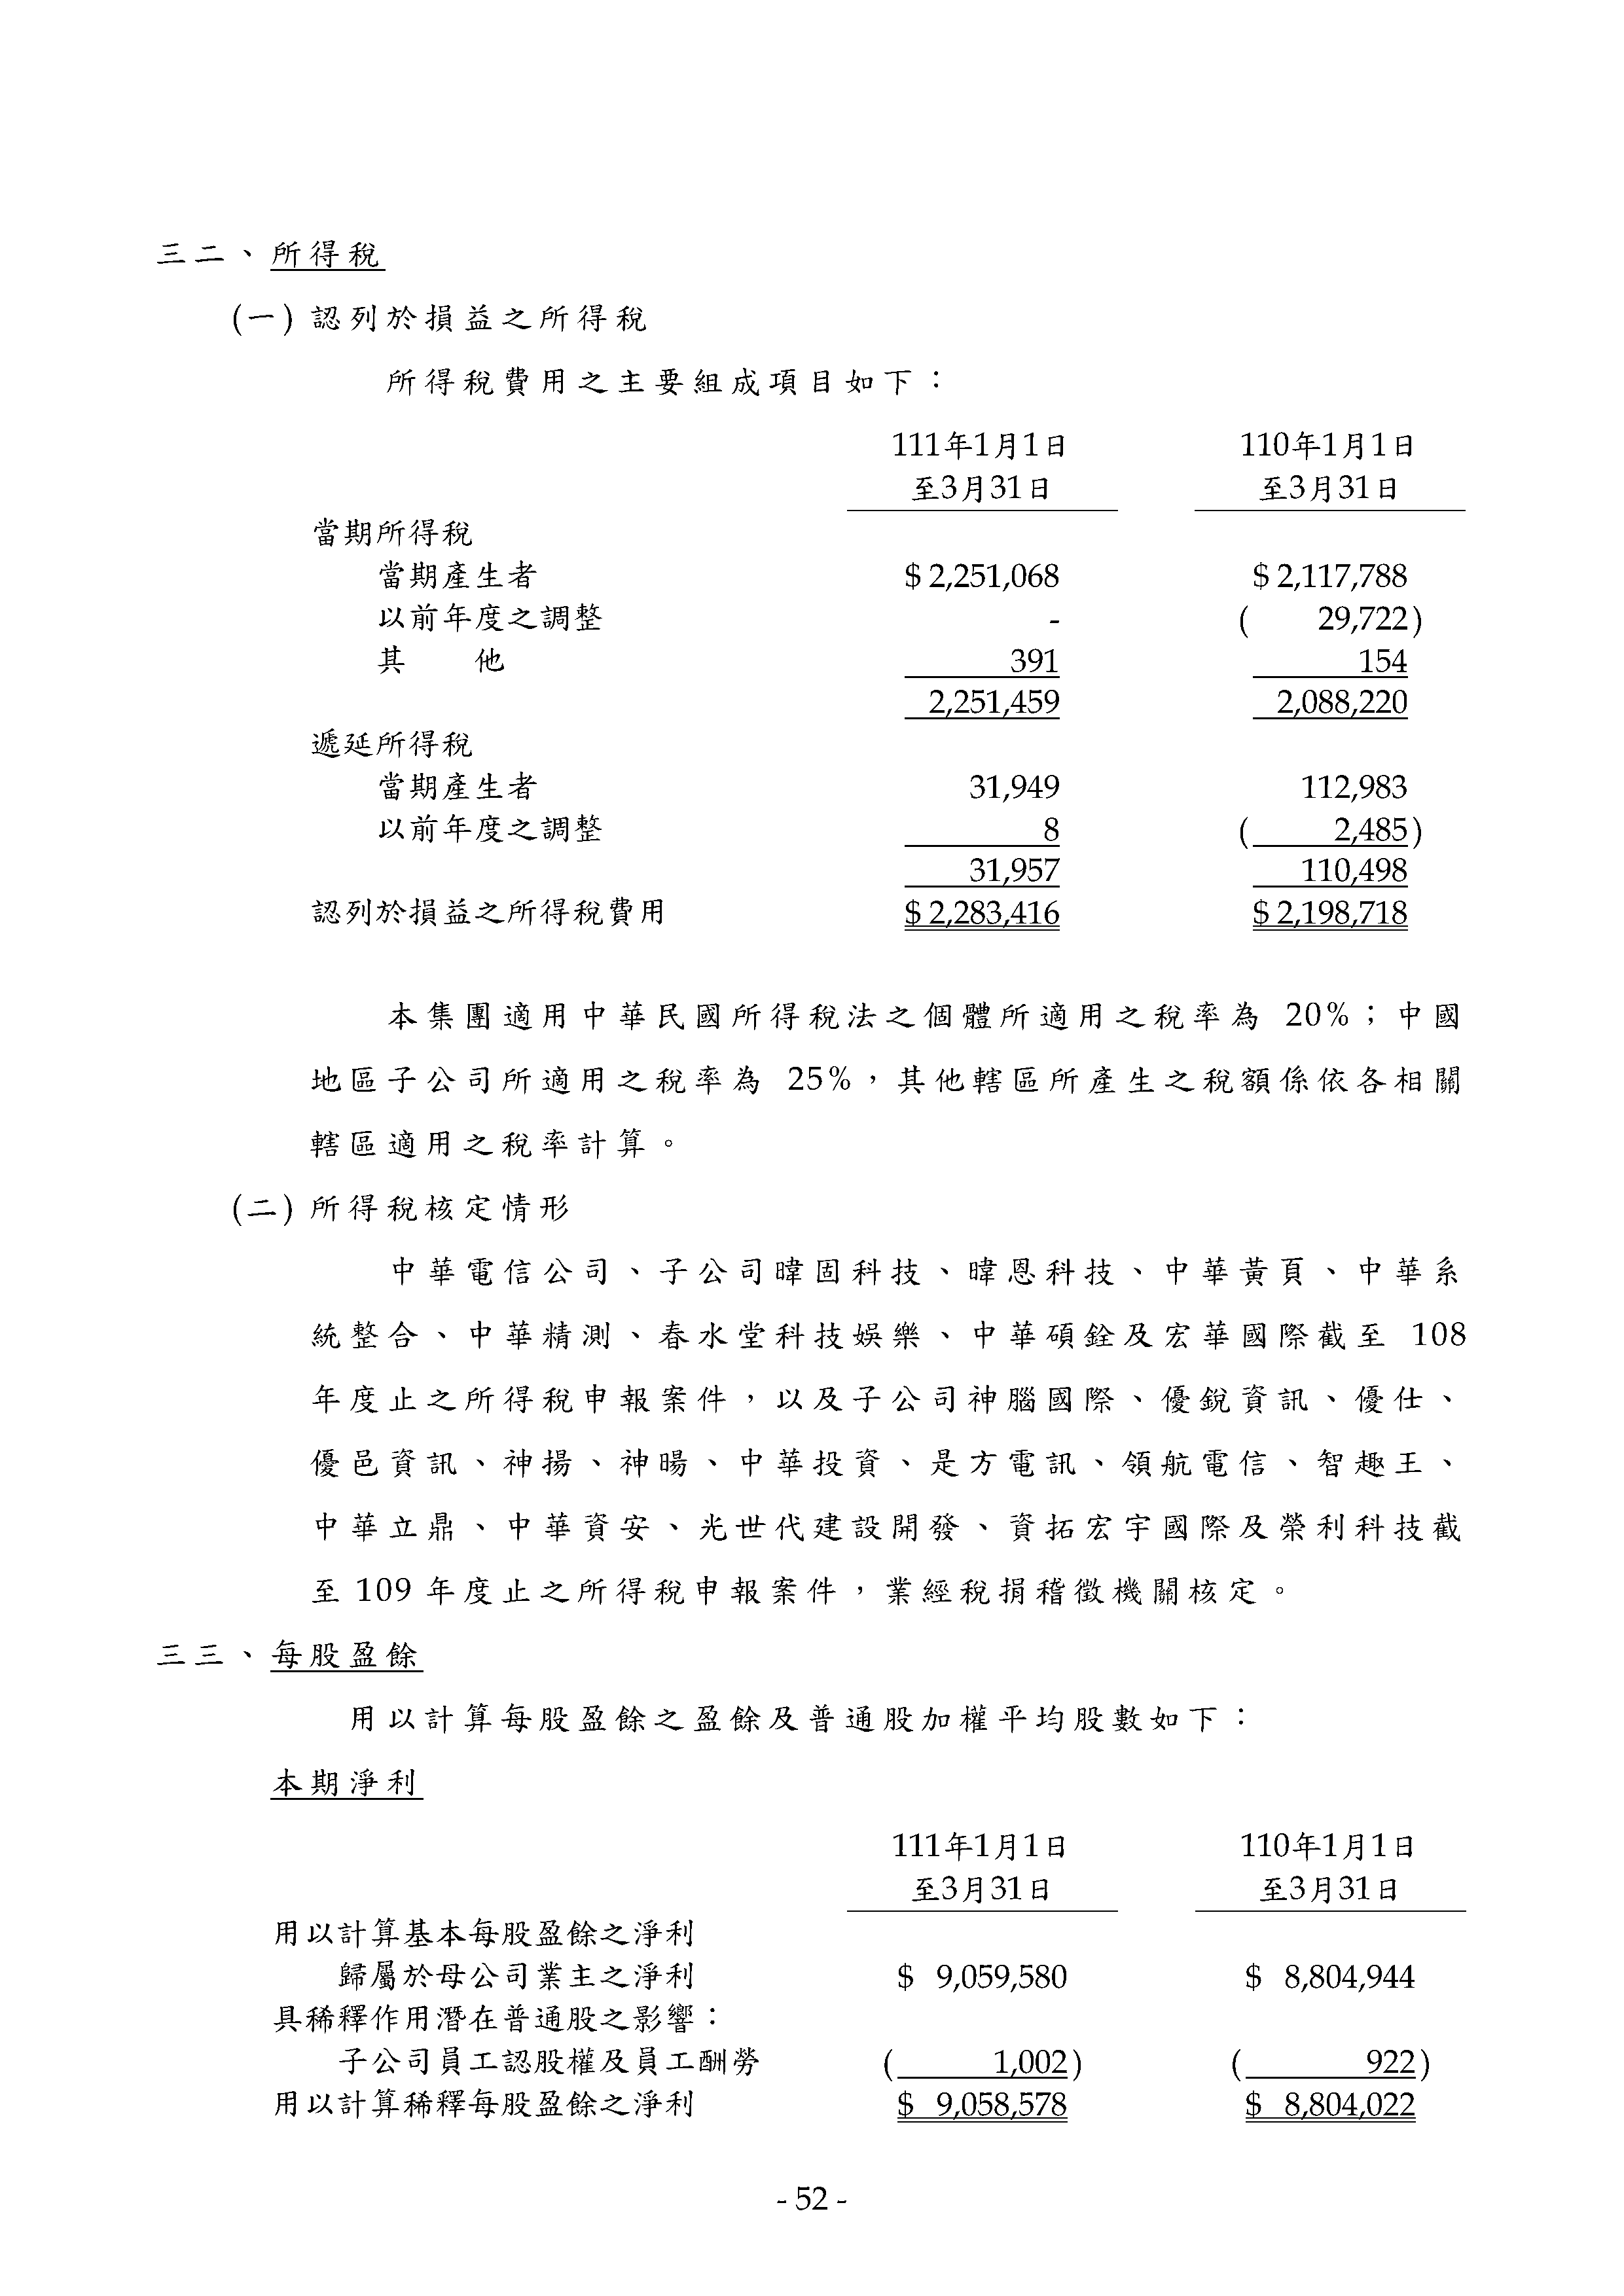 三二、所得稅
(一) 認列於損益之所得稅
所得稅費用之主要組成項目如下：
111年1月1日 110年1月1日
至3月31日 至3月31日
當期所得稅
當期產生者 $ 2,251,068 $ 2,117,788
以前年度之調整 - ( 29,722)
其 他 391 154
2,251,459 2,088,220
遞延所得稅
當期產生者 31,949 112,983
以前年度之調整 8 ( 2,485)
31,957 110,498
認列於損益之所得稅費用 $ 2,283,416 $ 2,198,718
本集團適用中華民國所得稅法之個體所適用之稅率為 20%；中國
地區子公司所適用之稅率為 25%，其他轄區所產生之稅額係依各相關
轄區適用之稅率計算。
(二) 所得稅核定情形
中華電信公司、子公司暐固科技、暐恩科技、中華黃頁、中華系
統整合、中華精測、春水堂科技娛樂、中華碩銓及宏華國際截至 108
年度止之所得稅申報案件，以及子公司神腦國際、優銳資訊、優仕、
優邑資訊、神揚、神暘、中華投資、是方電訊、領航電信、智趣王、
中華立鼎、中華資安、光世代建設開發、資拓宏宇國際及榮利科技截
至 109 年度止之所得稅申報案件，業經稅捐稽徵機關核定。
三三、每股盈餘
用以計算每股盈餘之盈餘及普通股加權平均股數如下：
本期淨利
111年1月1日 110年1月1日
至3月31日 至3月31日
用以計算基本每股盈餘之淨利
歸屬於母公司業主之淨利 $ 9,059,580 $ 8,804,944
具稀釋作用潛在普通股之影響：
子公司員工認股權及員工酬勞 ( 1,002) ( 922)
用以計算稀釋每股盈餘之淨利 $ 9,058,578 $ 8,804,022
- 52 -